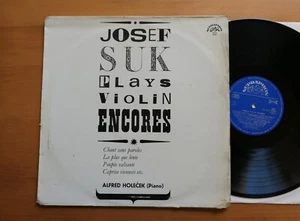 JOSEF
SUK
PLAYS
VIOLIN
ENCORES
Chant sans paroles
La plus que lente
Poupée valsante
Caprice viennois etc.
ALFRED HOLEČEK (Piano)